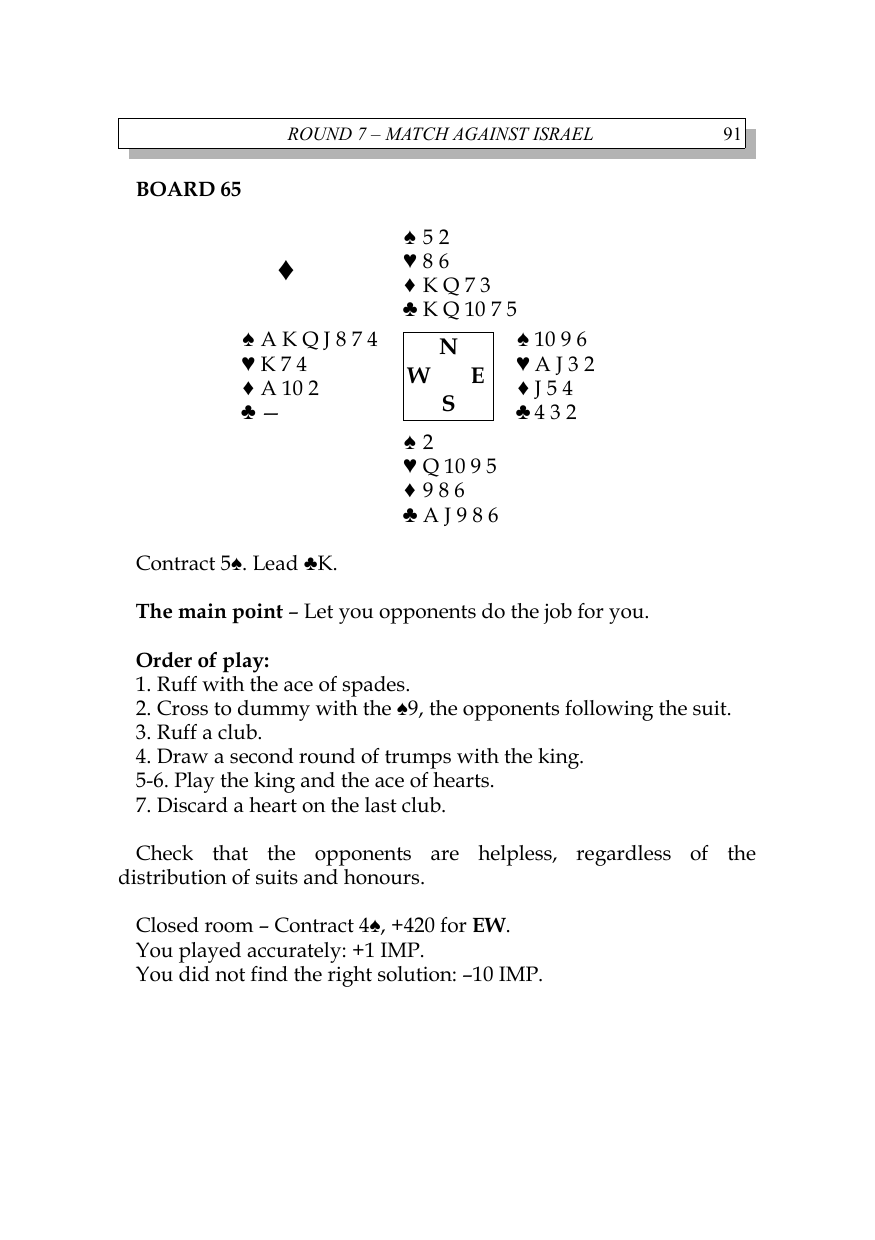 ROUND 7 – MATCH AGAINST ISRAEL 91
BOARD 65
♦
♠ 5 2
♥ 8 6
♦ K Q 7 3
♣ K Q 10 7 5
♠ A K Q J 8 7 4
♥ K 7 4
♦ A 10 2
♣ —
N
W E
S
♠ 10 9 6
♥ A J 3 2
♦ J 5 4
♣ 4 3 2
♠ 2
♥ Q 10 9 5
♦ 9 8 6
♣ A J 9 8 6
Contract 5♠. Lead ♣K.
The main point – Let you opponents do the job for you.
Order of play:
1. Ruff with the ace of spades.
2. Cross to dummy with the ♠9, the opponents following the suit.
3. Ruff a club.
4. Draw a second round of trumps with the king.
5-6. Play the king and the ace of hearts.
7. Discard a heart on the last club.
Check that the opponents are helpless, regardless of the
distribution of suits and honours.
Closed room – Contract 4♠, +420 for EW.
You played accurately: +1 IMP.
You did not find the right solution: –10 IMP.